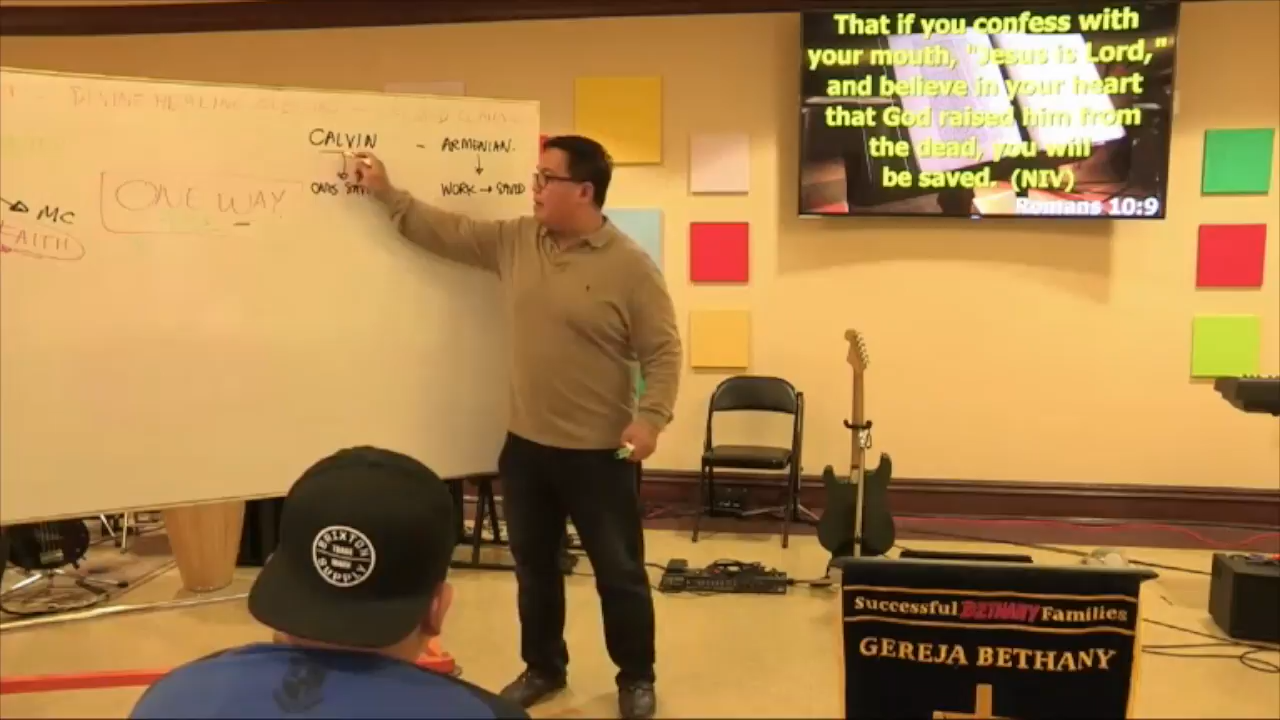 DIVINE HEALING
CALVIN - ARMENIAN.
WORK → SAVED
ONE WAY
MC
FAITH
That if you confess with
your mouth, "Jesus is Lord,"
and believe in your heart
that God raised him from
the dead, you will
be saved. (NIV)
Romans 10:9
BRIXTON
TRADE
MARK
SUPPLY
Successful BETHANY Families
GEREJA BETHANY